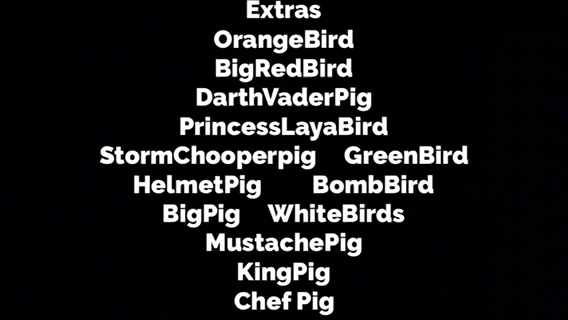 Extras
OrangeBird
BigRedBird
DarthVaderPig
PrincessLayaBird
StormChooperpig GreenBird
HelmetPig BombBird
BigPig WhiteBirds
MustachePig
KingPig
Chef Pig